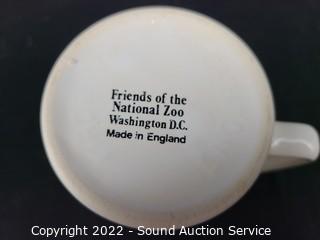 Friends of the
National Zoo
Washington D.C.
Made in England
Copyright 2022 - Sound Auction Service